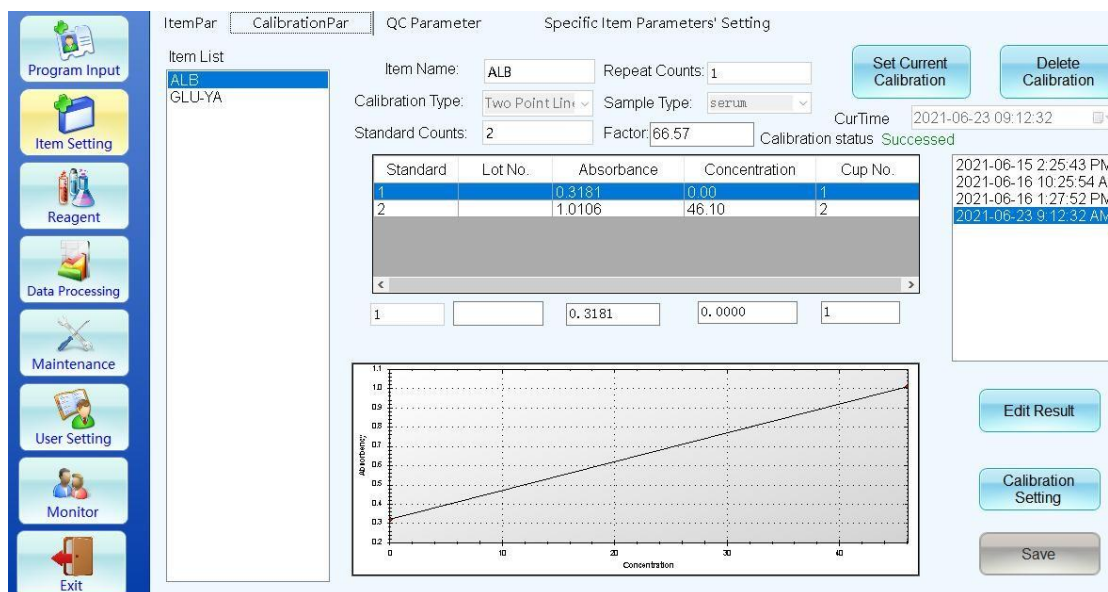 ItemPar CalibrationPar QC Parameter Specific Item Parameters' Setting
Program Input
Item Setting
Reagent
Data Processing
Maintenance
User Setting
Monitor
Exit
Item List
ALB
GLU-YA
Item Name: ALB Repeat Counts: 1
Calibration Type: Two Point Line Sample Type: serum
Standard Counts: 2 Factor: 66.57
Set Current Calibration
Delete Calibration
CurTime 2021-06-23 09:12:32
Calibration status Successed
Standard Lot No. Absorbance Concentration Cup No.
1 0.3181 0.00 1
2 1.0106 46.10 2
1 0.3181 0.0000 1
2021-06-15 2:25:43 PM
2021-06-16 10:25:54 A
2021-06-16 1:27:52 PM
2021-06-23 9:12:32 AM
1.1
1.0
0.9
0.8
0.7
0.6
0.5
0.4
0.3
0.2
0 10 20 30 40
Concentration
Edit Result
Calibration Setting
Save